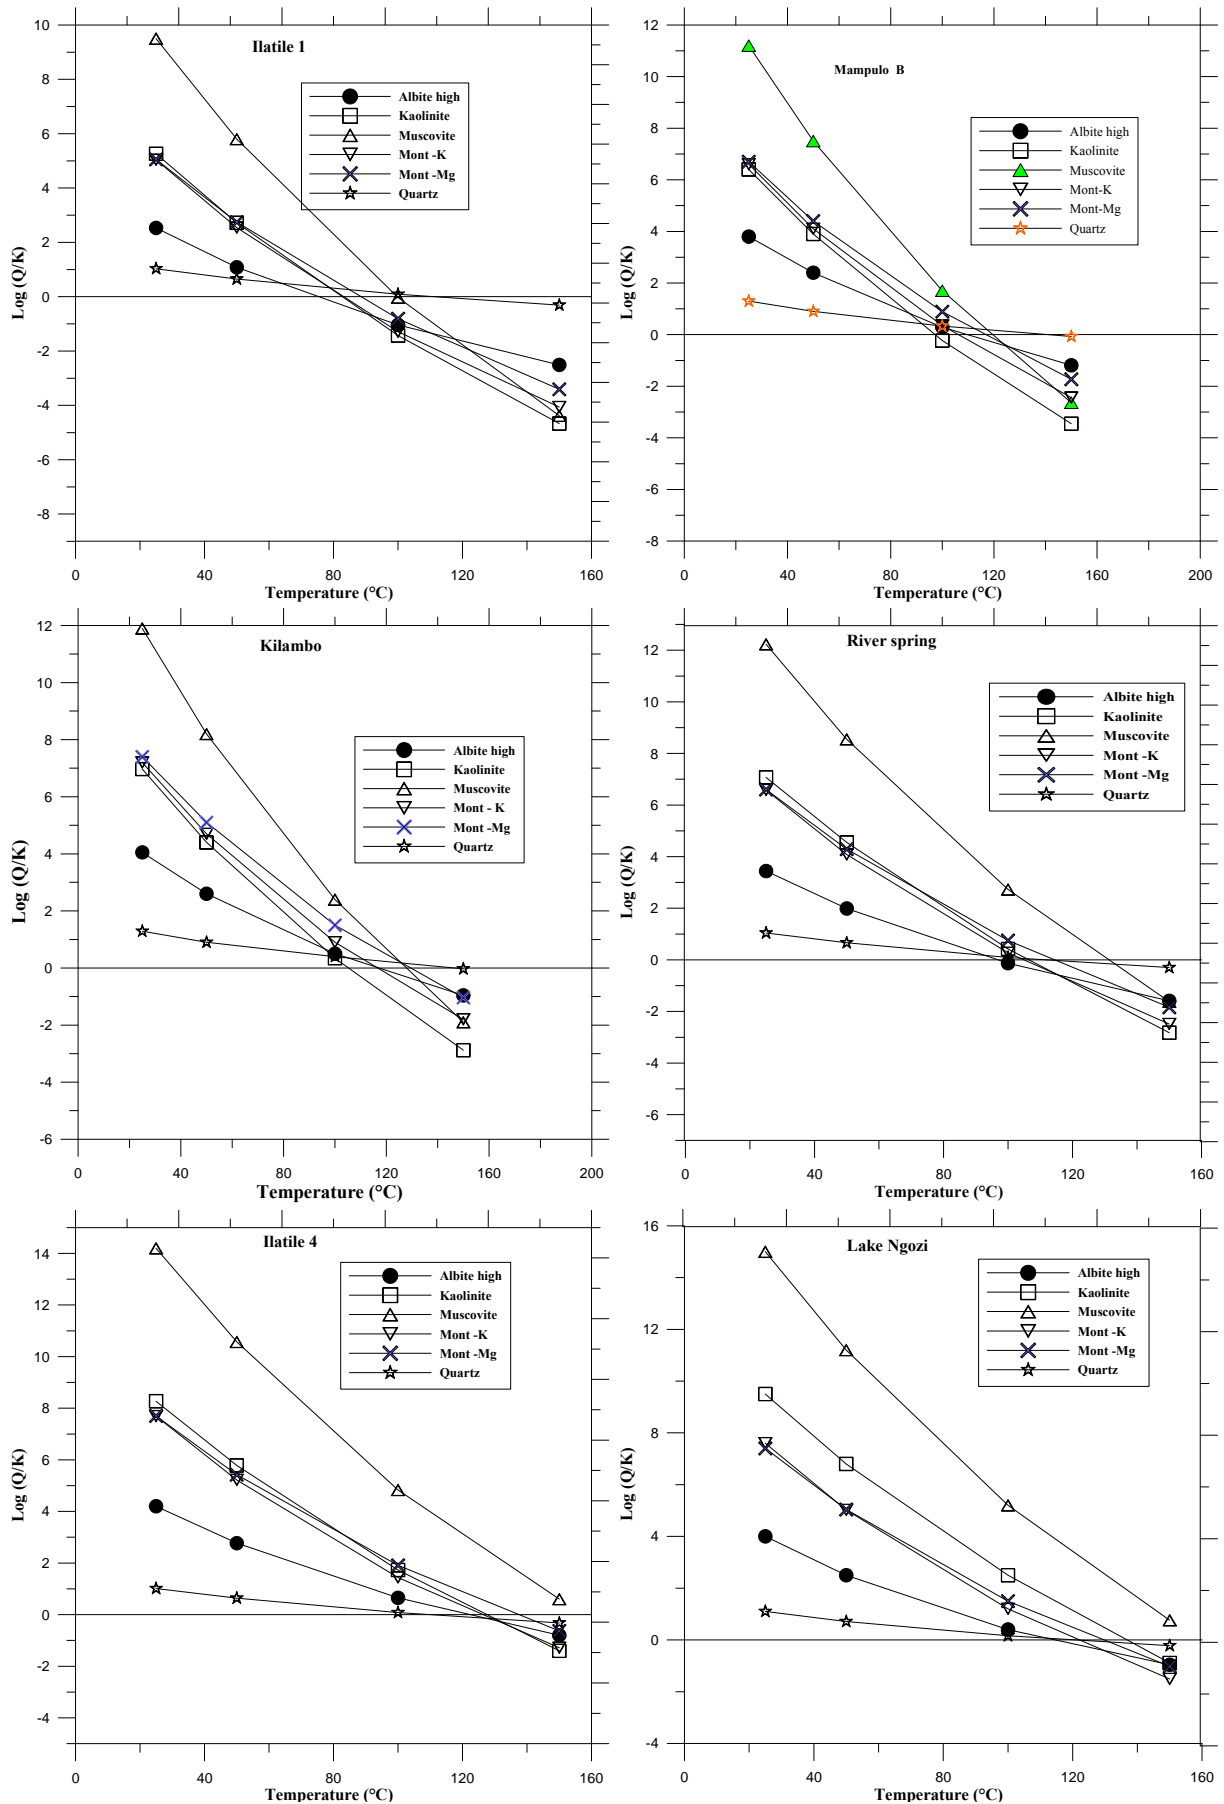 Ilatile 1
Albite high
Kaolinite
Muscovite
Mont -K
Mont -Mg
Quartz
Log (Q/K)
10
8
6
4
2
0
-2
-4
-6
-8
0
40
80
120
160
Temperature (°C)
Mampulo B
Albite high
Kaolinite
Muscovite
Mont-K
Mont-Mg
Quartz
Log (Q/K)
12
10
8
6
4
2
0
-2
-4
-6
-8
0
40
80
120
160
200
Temperature (°C)
Kilambo
Albite high
Kaolinite
Muscovite
Mont - K
Mont -Mg
Quartz
Log (Q/K)
12
10
8
6
4
2
0
-2
-4
-6
0
40
80
120
160
200
Temperature (°C)
River spring
Albite high
Kaolinite
Muscovite
Mont -K
Mont -Mg
Quartz
Log (Q/K)
12
10
8
6
4
2
0
-2
-4
-6
0
40
80
120
160
Temperature (°C)
Ilatile 4
Albite high
Kaolinite
Muscovite
Mont -K
Mont -Mg
Quartz
Log (Q/K)
14
12
10
8
6
4
2
0
-2
-4
0
40
80
120
160
Temperature (°C)
Lake Ngozi
Albite high
Kaolinite
Muscovite
Mont -K
Mont -Mg
Quartz
Log (Q/K)
16
12
8
4
0
-4
0
40
80
120
160
Temperature (°C)